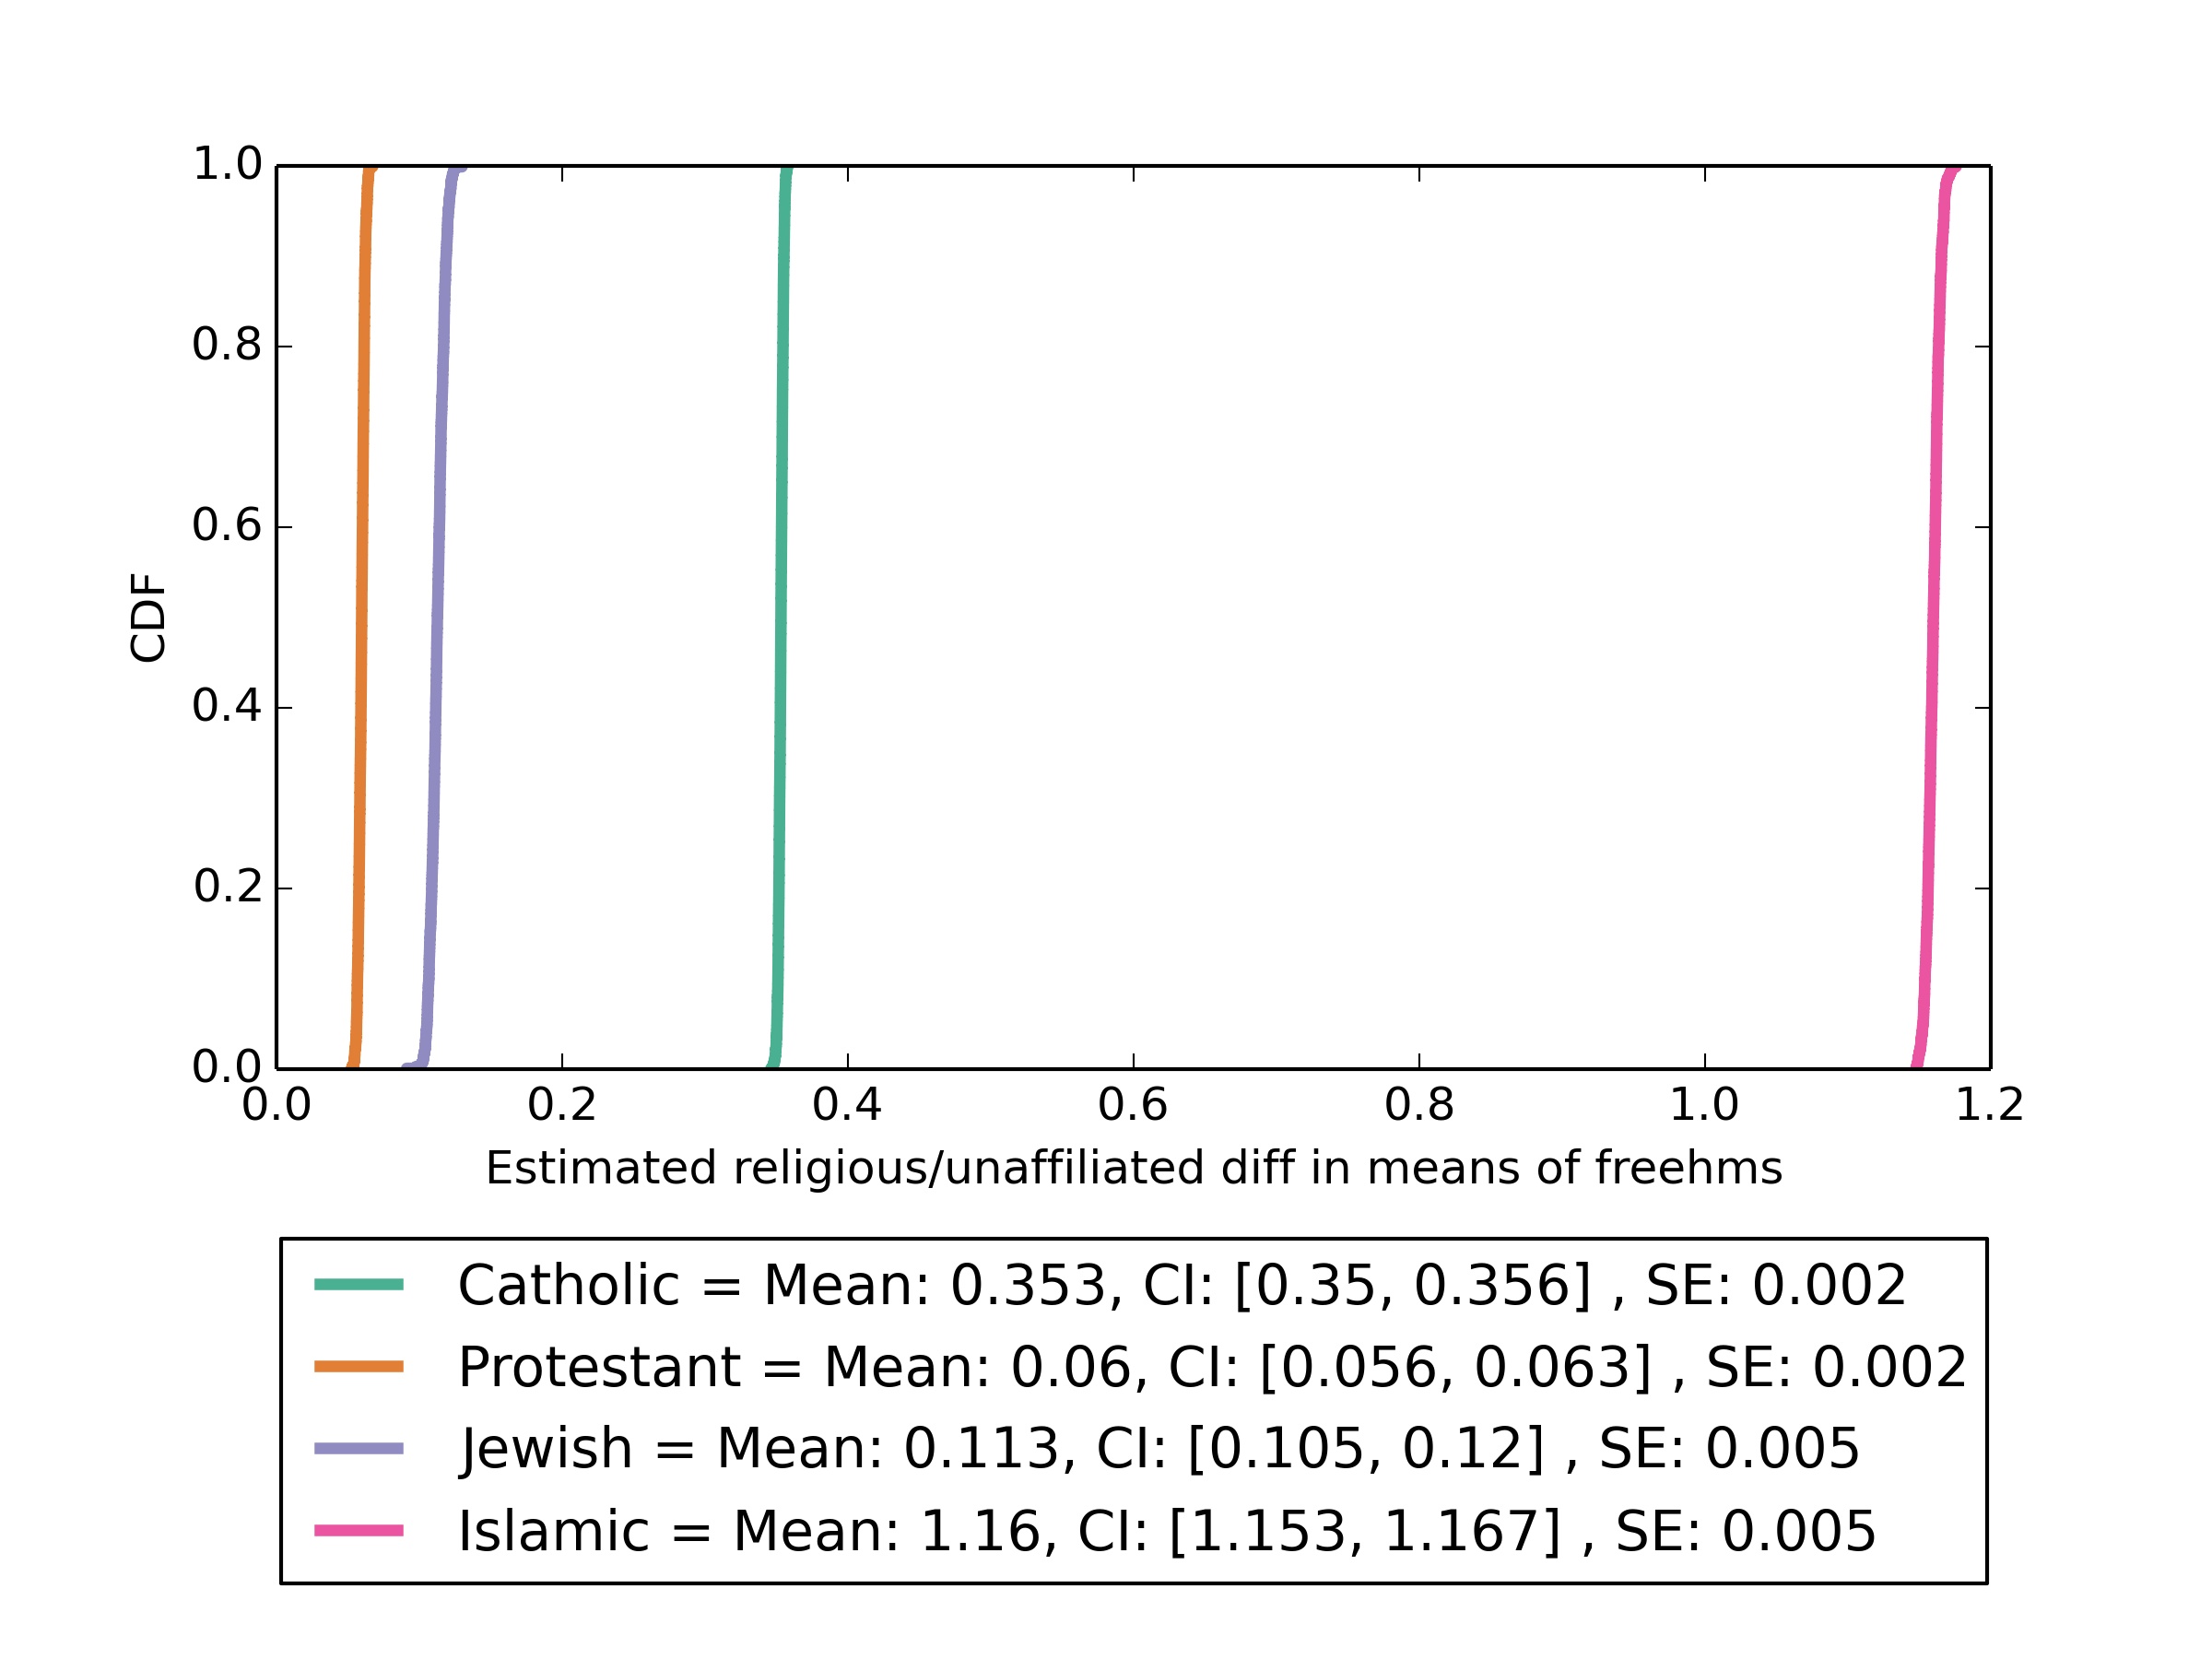 1.0
0.8
0.6
0.4
0.2
0.0
CDF
0.0 0.2 0.4 0.6 0.8 1.0 1.2
Estimated religious/unaffiliated diff in means of freehms
Catholic = Mean: 0.353, CI: [0.35, 0.356] , SE: 0.002
Protestant = Mean: 0.06, CI: [0.056, 0.063] , SE: 0.002
Jewish = Mean: 0.113, CI: [0.105, 0.12] , SE: 0.005
Islamic = Mean: 1.16, CI: [1.153, 1.167] , SE: 0.005